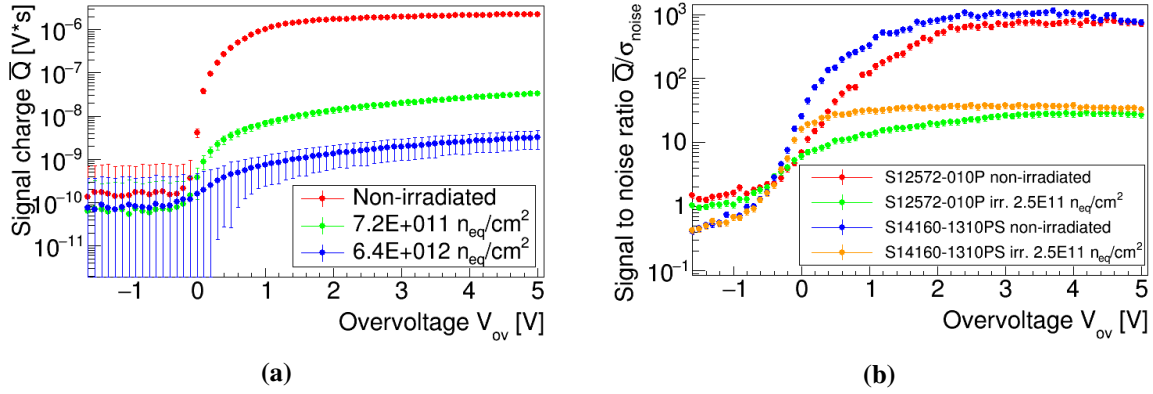 Signal charge Q̅ [V*s]
10⁻⁶
10⁻⁷
10⁻⁸
10⁻⁹
10⁻¹⁰
10⁻¹¹
Non-irradiated
7.2E+011 n_eq/cm²
6.4E+012 n_eq/cm²
−1 0 1 2 3 4 5
Overvoltage V_ov [V]
(a)
Signal to noise ratio Q̅/σ_noise
10³
10²
10
1
10⁻¹
S12572-010P non-irradiated
S12572-010P irr. 2.5E11 n_eq/cm²
S14160-1310PS non-irradiated
S14160-1310PS irr. 2.5E11 n_eq/cm²
−1 0 1 2 3 4 5
Overvoltage V_ov [V]
(b)